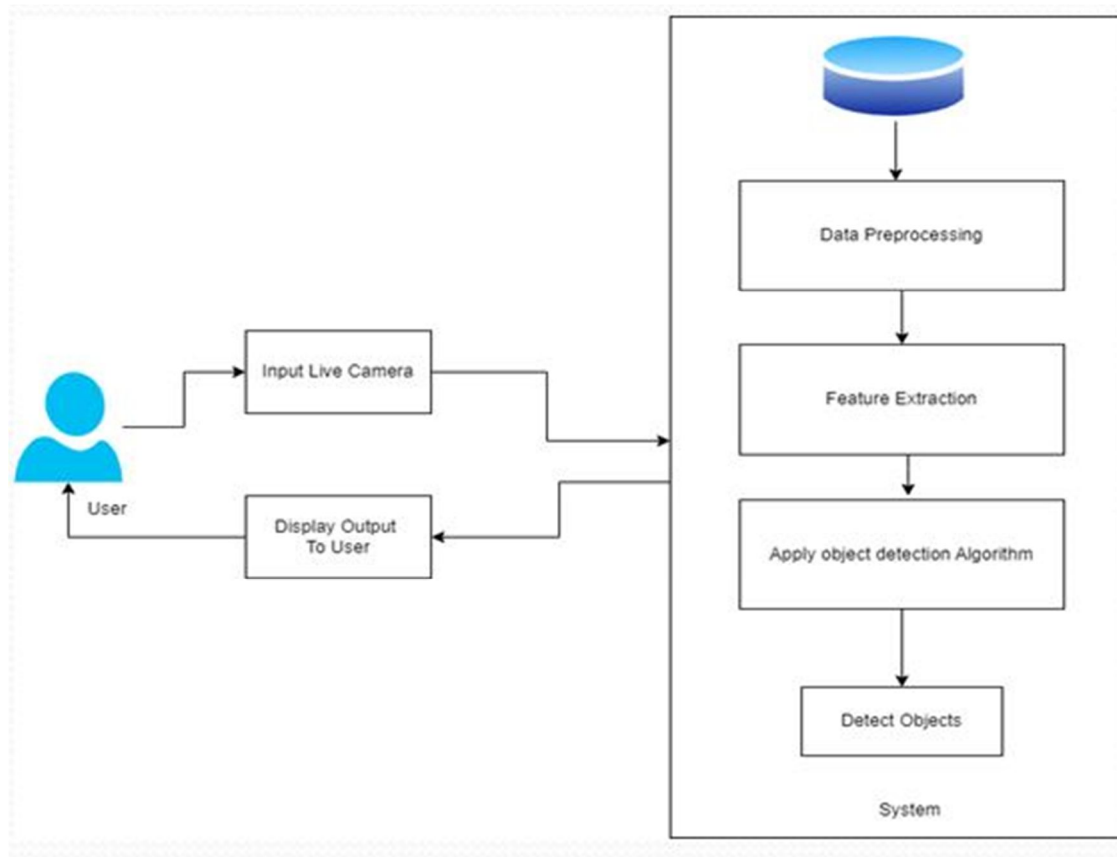 Data Preprocessing
Input Live Camera
Feature Extraction
User
Display Output
To User
Apply object detection Algorithm
Detect Objects
System